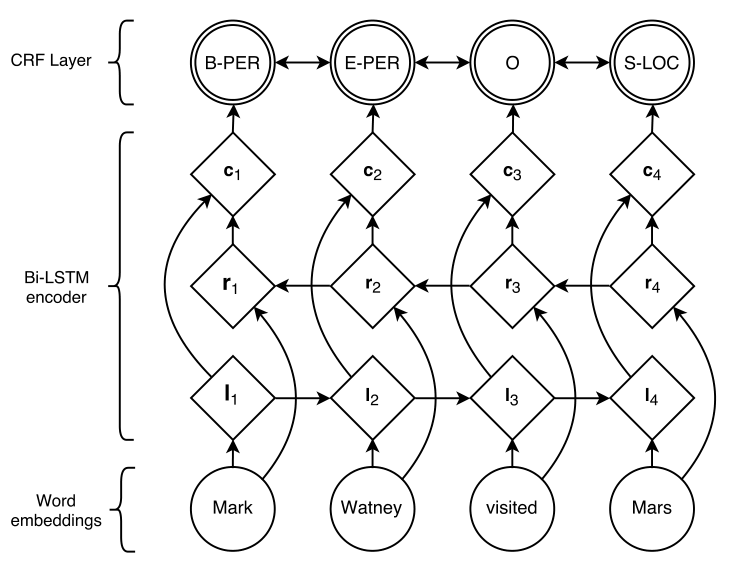 CRF Layer
B-PER E-PER O S-LOC
c1 c2 c3 c4
Bi-LSTM
encoder
r1 r2 r3 r4
l1 l2 l3 l4
Word
embeddings
Mark Watney visited Mars